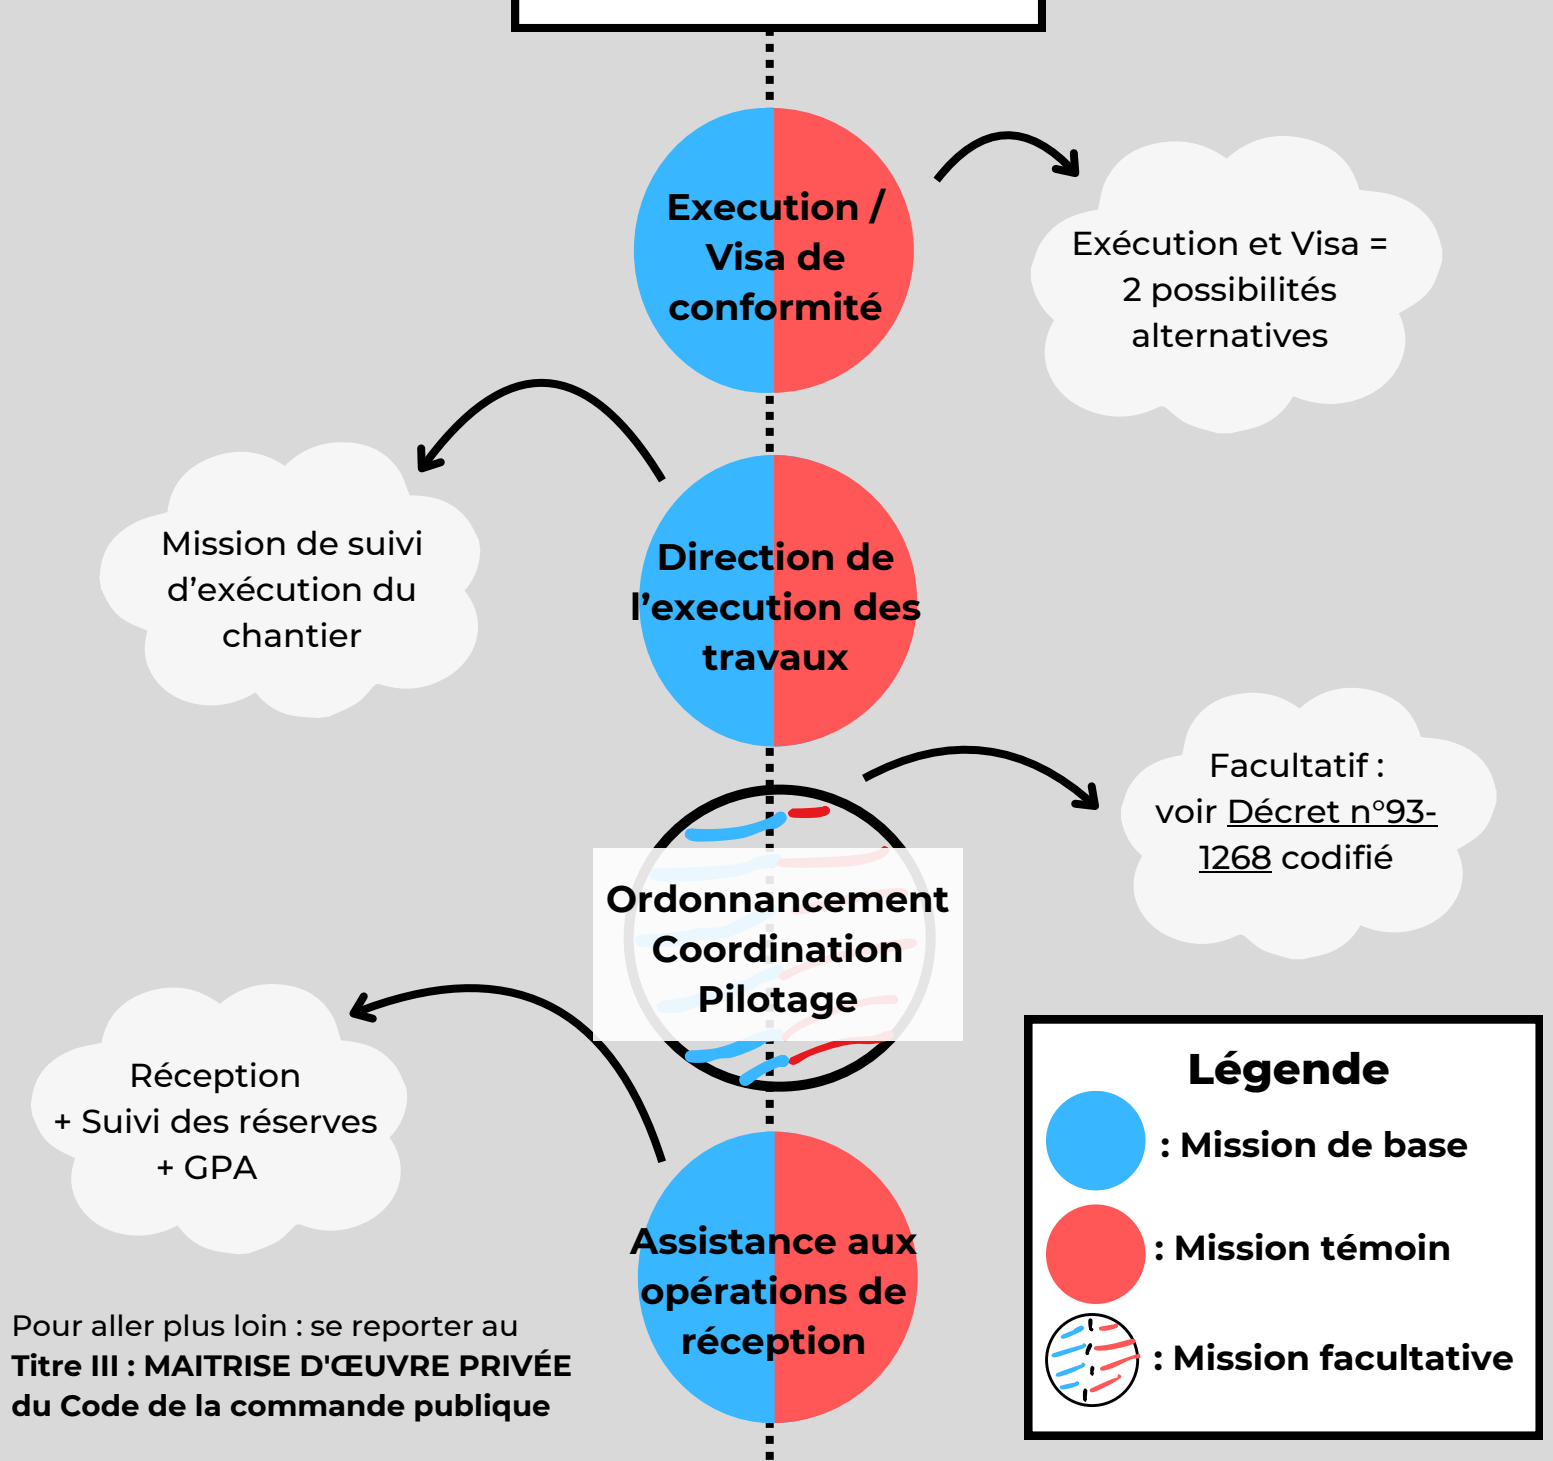 Execution /
Visa de
conformité
Exécution et Visa =
2 possibilités
alternatives
Direction de
l’execution des
travaux
Mission de suivi
d’exécution du
chantier
Facultatif :
voir Décret n°93-
1268 codifié
Ordonnancement
Coordination
Pilotage
Réception
+ Suivi des réserves
+ GPA
Assistance aux
opérations de
réception
Légende
: Mission de base
: Mission témoin
: Mission facultative
Pour aller plus loin : se reporter au
Titre III : MAITRISE D'ŒUVRE PRIVÉE
du Code de la commande publique